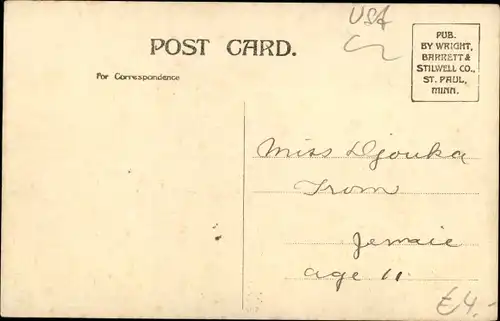 USA
POST CARD.
For Correspondence
PUB.
BY WRIGHT,
BARRETT &
STILWELL CO.,
ST. PAUL,
MINN.
Miss Djouka
From
Jennie
age 11
€4.-